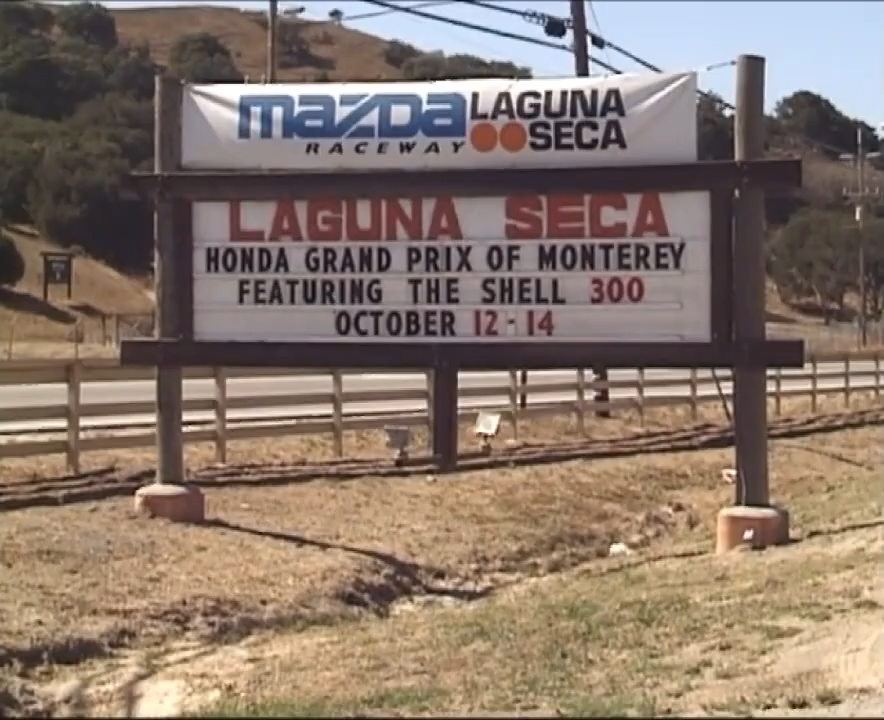 mazda LAGUNA
RACEWAY SECA
LAGUNA SECA
HONDA GRAND PRIX OF MONTEREY
FEATURING THE SHELL 300
OCTOBER 12-14